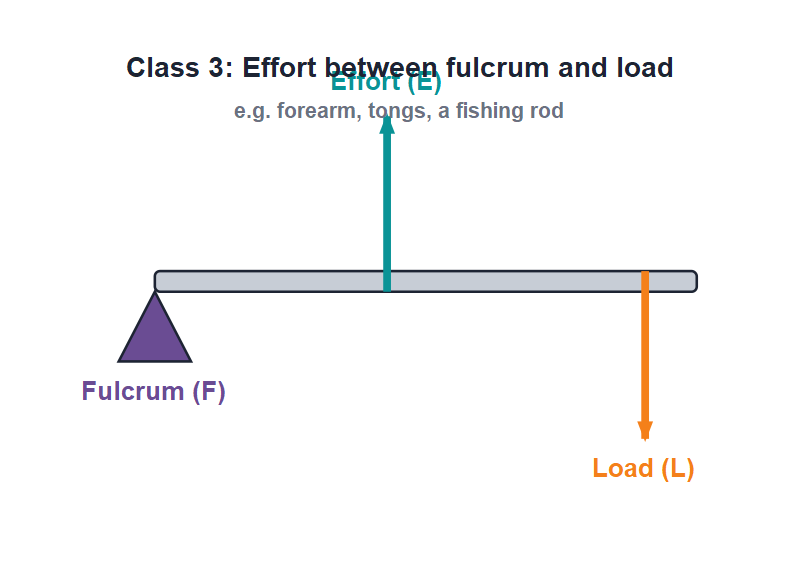 Class 3: Effort between fulcrum and load
Effort (E)
e.g. forearm, tongs, a fishing rod
Fulcrum (F)
Load (L)